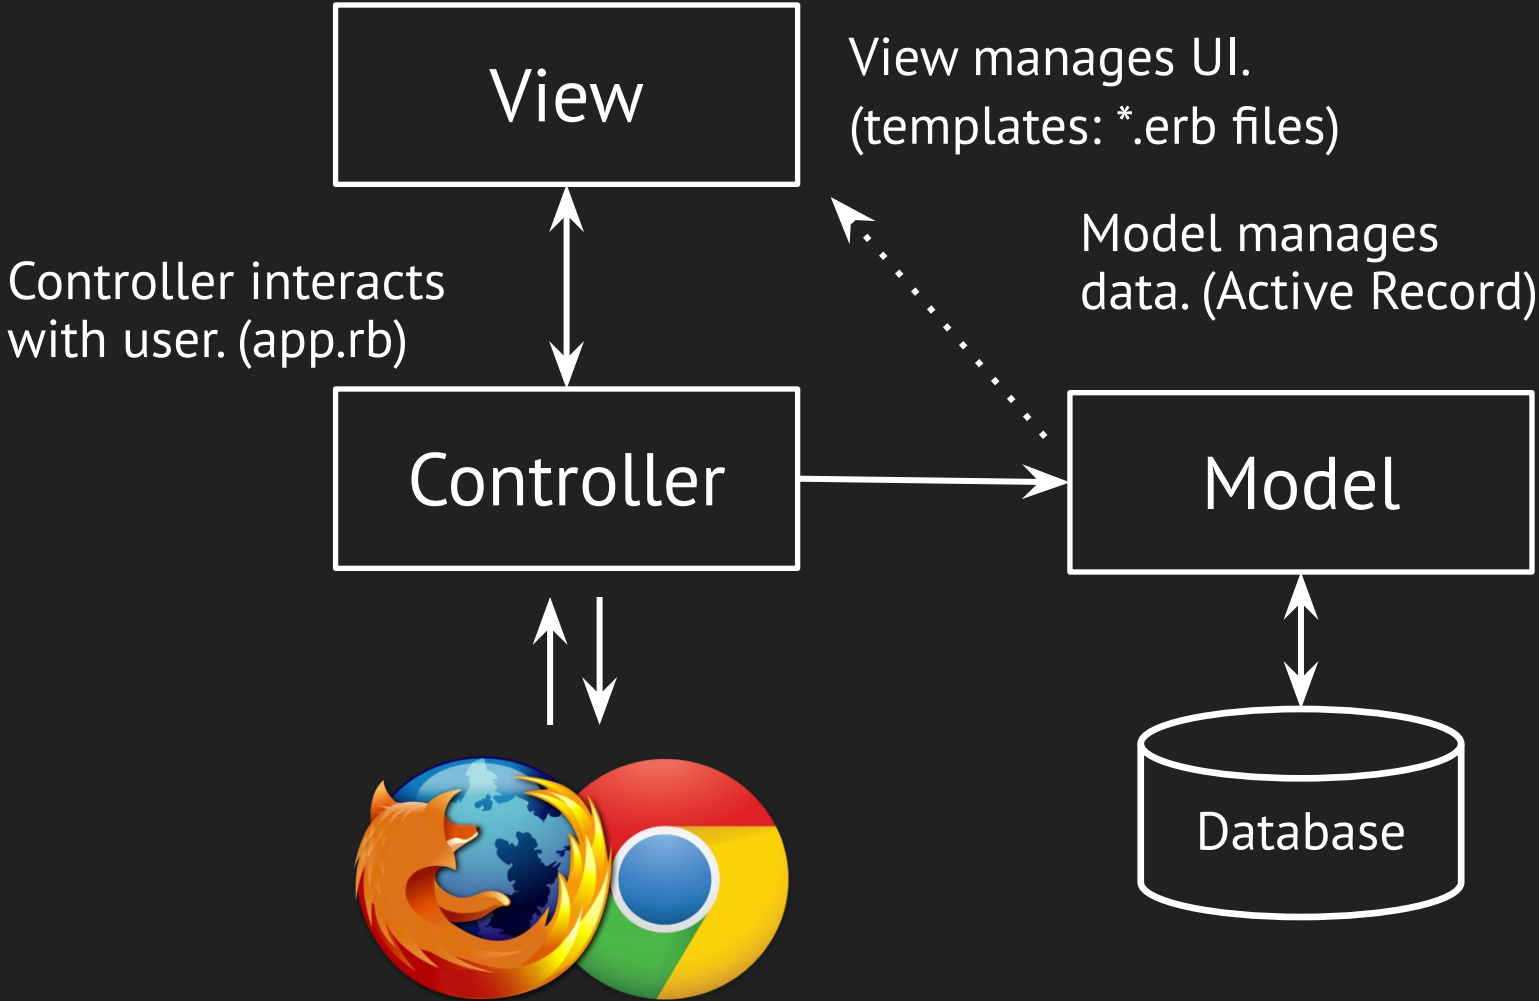 View
View manages UI.
(templates: *.erb files)
Model manages
data. (Active Record)
Controller interacts
with user. (app.rb)
Controller
Model
Database